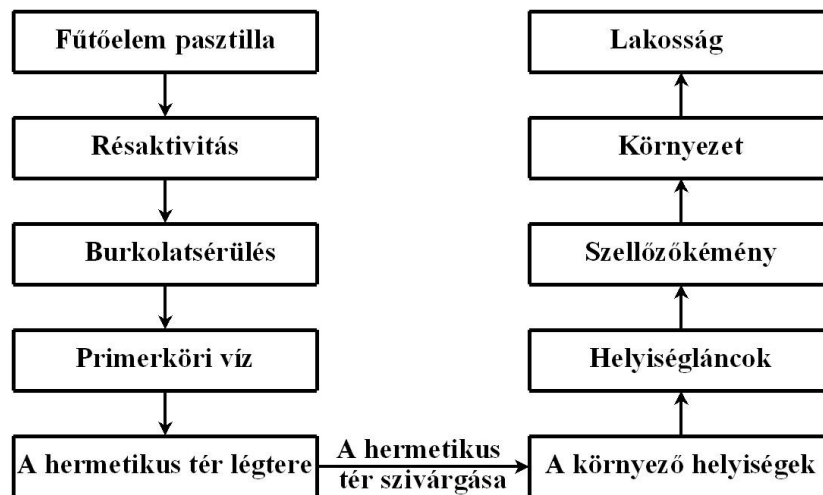 Fűtőelem pasztilla
Résaktivitás
Burkolatsérülés
Primerköri víz
A hermetikus tér légtere
A hermetikus
tér szivárgása
A környező helyiségek
Helyiségláncok
Szellőzőkémény
Környezet
Lakosság